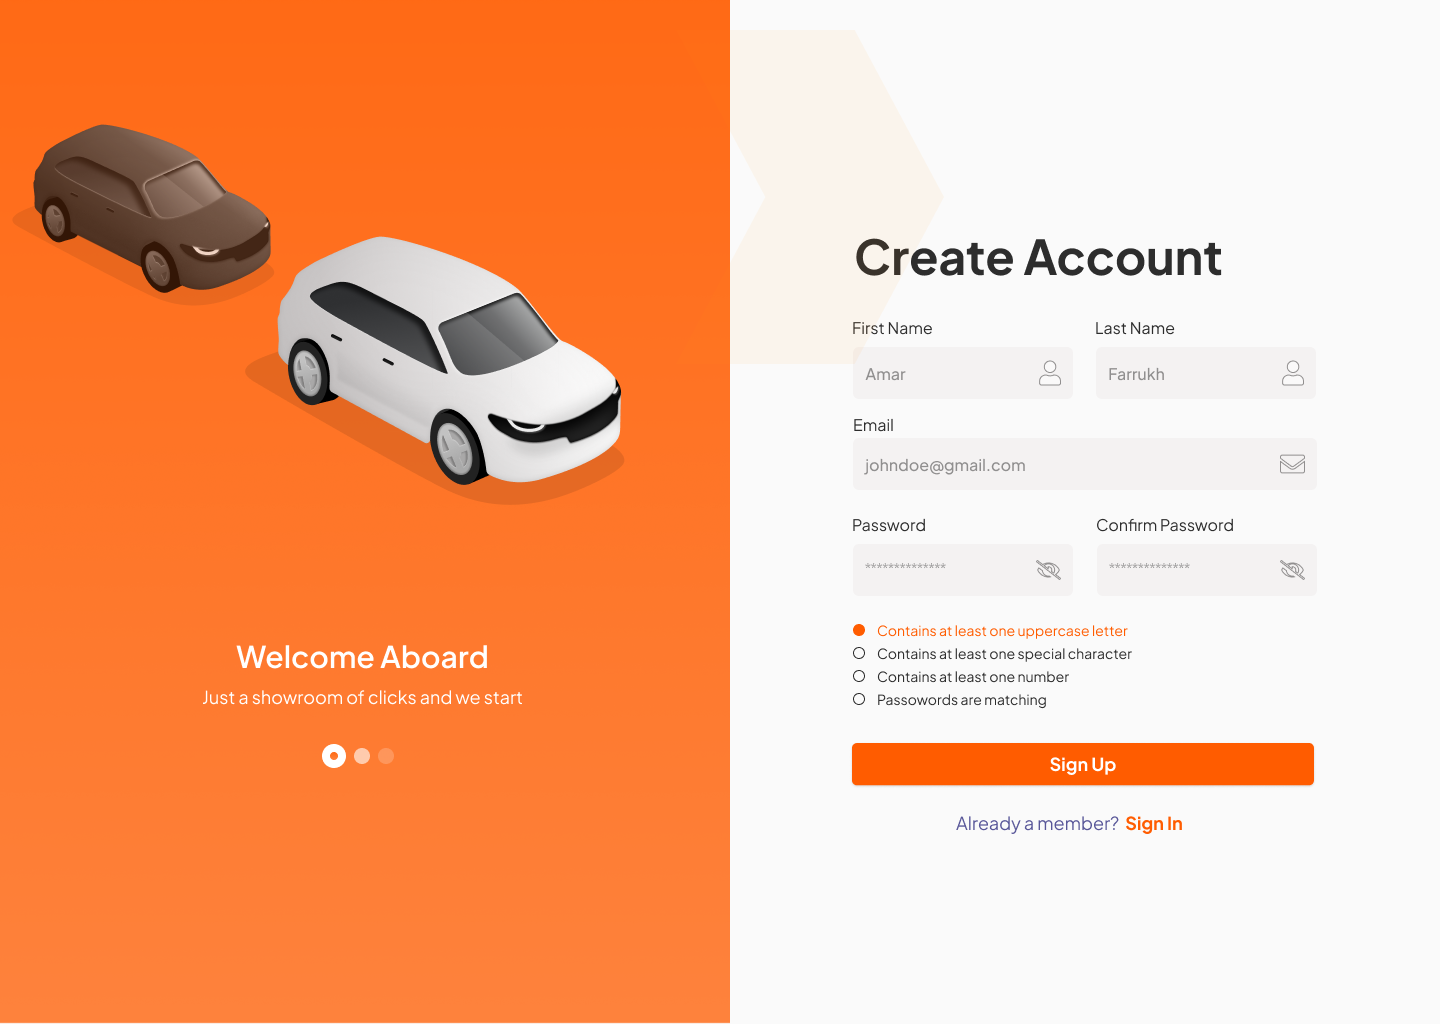 Welcome Aboard
Just a showroom of clicks and we start
Create Account
First Name
Last Name
Amar
Farrukh
Email
johndoe@gmail.com
Password
Confirm Password
**************
**************
Contains at least one uppercase letter
Contains at least one special character
Contains at least one number
Passowords are matching
Sign Up
Already a member? Sign In